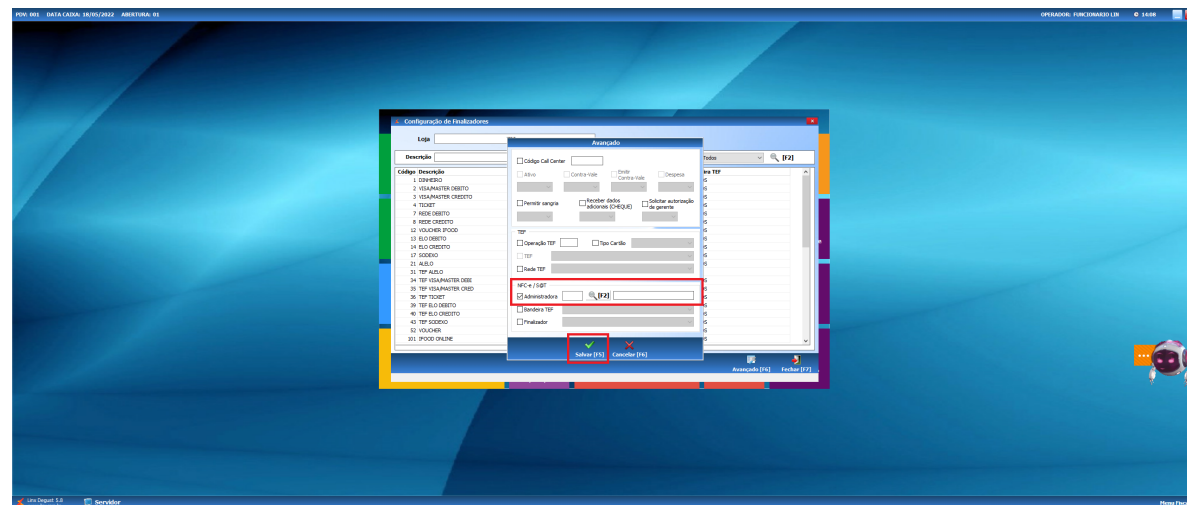 PDV: 001 DATA CAIXA: 18/05/2022 ABERTURA: 01 OPERADOR: FUNCIONARIO LIN 14:08
Configuração de Finalizadores
Loja
Avançado
Descrição Todos [F2]
Código Call Center
Código Descrição TEF
Ativo Contra-Vale Emitir Contra-Vale Despesa
1 DINHEIRO
2 VISA/MASTER DEBITO
3 VISA/MASTER CREDITO
4 TICKET
Permitir sangria Receber dados adicionais (CHEQUE) Solicitar autorização de gerente
7 REDE DEBITO
8 REDE CREDITO
12 VOUCHER IFOOD
13 ELO DEBITO
14 ELO CREDITO
17 SODEXO
21 ALELO
31 TEF ALELO
34 TEF VISA/MASTER DEBI
35 TEF VISA/MASTER CRED
36 TEF TICKET
39 TEF ELO DEBITO
40 TEF ELO CREDITO
43 TEF SODEXO
52 VOUCHER
101 IFOOD ONLINE
TEF
Operação TEF Tipo Cartão
TEF
Rede TEF
NFC-e / S@T
Administradora [F2]
Bandeira TEF
Finalizador
Salvar [F5] Cancelar [F6]
Avançado [F6] Fechar [F7]
Linx Degust 5.8
Servidor
Menu Fisc